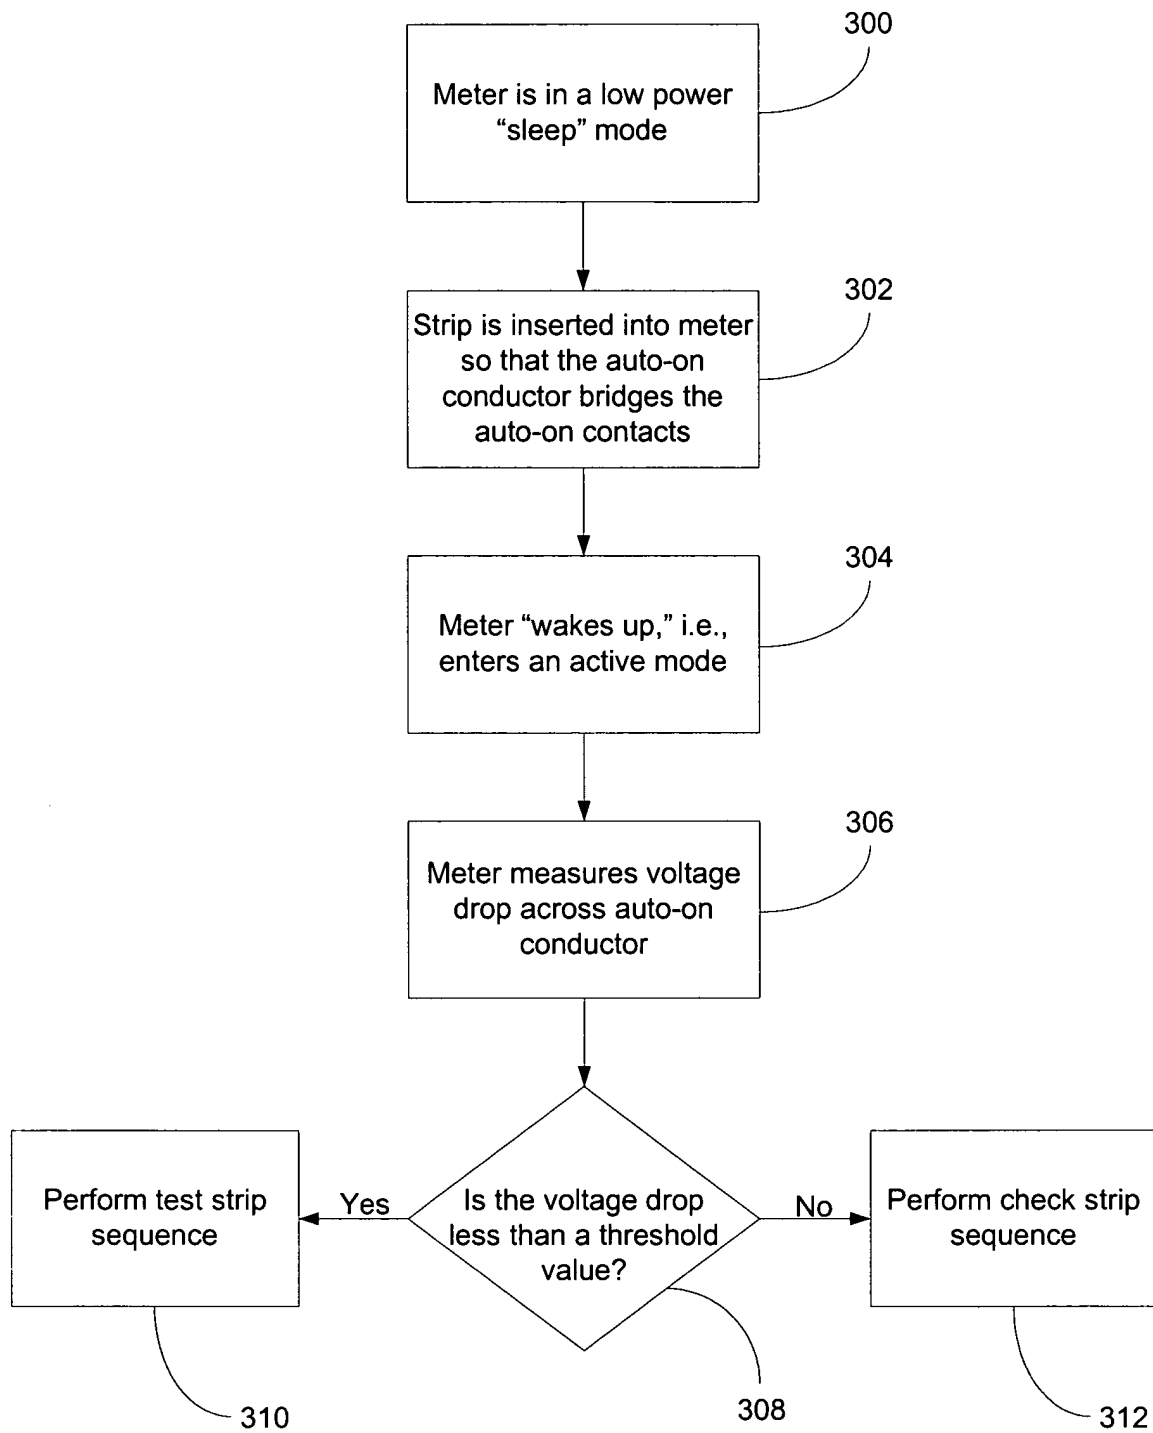 300
Meter is in a low power
“sleep” mode
302
Strip is inserted into meter
so that the auto-on
conductor bridges the
auto-on contacts
304
Meter “wakes up,” i.e.,
enters an active mode
306
Meter measures voltage
drop across auto-on
conductor
Perform test strip
sequence
Yes
Is the voltage drop
less than a threshold
value?
No
Perform check strip
sequence
310
308
312